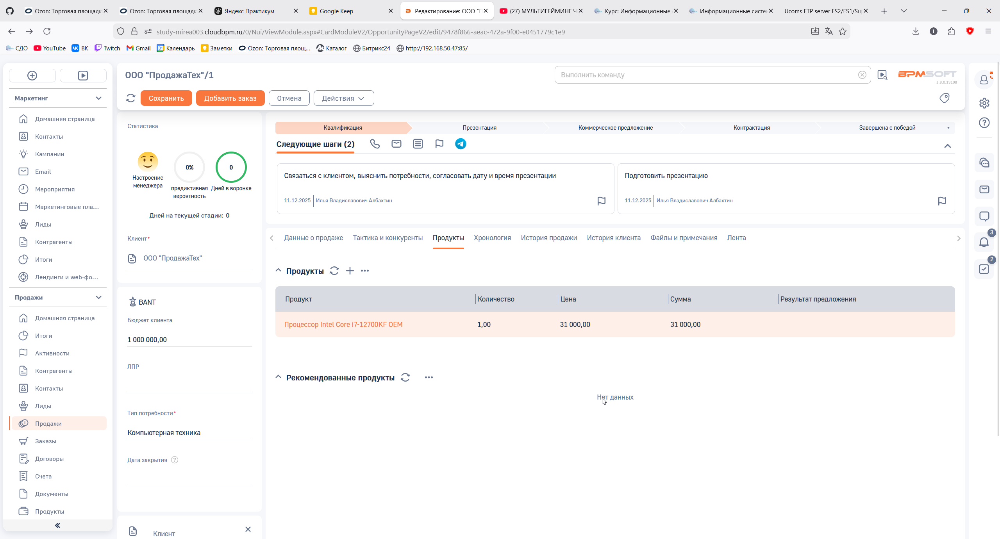 Ozon: Торговая площадк
Ozon: Торговая площадк
Яндекс Практикум
Google Keep
Редактирование: ООО "П
(27) МУЛЬТИГЕЙМИНГ Ч
Курс: Информационные
Информационные систе
Ucoms FTP server FS2/FS1/Su
study-mirea003.cloudbpm.ru/0/Nui/ViewModule.aspx#CardModuleV2/OpportunityPageV2/edit/9478f866-aeac-472a-9f00-e0451779c1e9
СДО
YouTube
ВК
Twitch
Gmail
Календарь
Заметки
Ozon: Торговая площ...
Каталог
Битрикс24
http://192.168.50.47:85/
Маркетинг
Домашняя страница
Контакты
Кампании
Email
Мероприятия
Маркетинговые пла...
Лиды
Контрагенты
Итоги
Лендинги и web-фо...
Продажи
Домашняя страница
Итоги
Активности
Контрагенты
Контакты
Лиды
Продажи
Заказы
Договоры
Счета
Документы
Продукты
ООО "ПродажаТех"/1
Выполнить команду
BPMSOFT
1.8.0.19108
Сохранить
Добавить заказ
Отмена
Действия
Статистика
Настроение менеджера
0%
предиктивная вероятность
0
Дней в воронке
Дней на текущей стадии: 0
Клиент*
ООО "ПродажаТех"
BANT
Бюджет клиента
1 000 000,00
ЛПР
Тип потребности*
Компьютерная техника
Дата закрытия
Клиент
Квалификация
Презентация
Коммерческое предложение
Контрактация
Завершена с победой
Следующие шаги (2)
Связаться с клиентом, выяснить потребности, согласовать дату и время презентации
11.12.2025
Илья Владиславович Албахтин
Подготовить презентацию
11.12.2025
Илья Владиславович Албахтин
Данные о продаже
Тактика и конкуренты
Продукты
Хронология
История продажи
История клиента
Файлы и примечания
Лента
Продукты
Продукт
Количество
Цена
Сумма
Результат предложения
Процессор Intel Core i7-12700KF OEM
1,00
31 000,00
31 000,00
Рекомендованные продукты
Нет данных
3
2